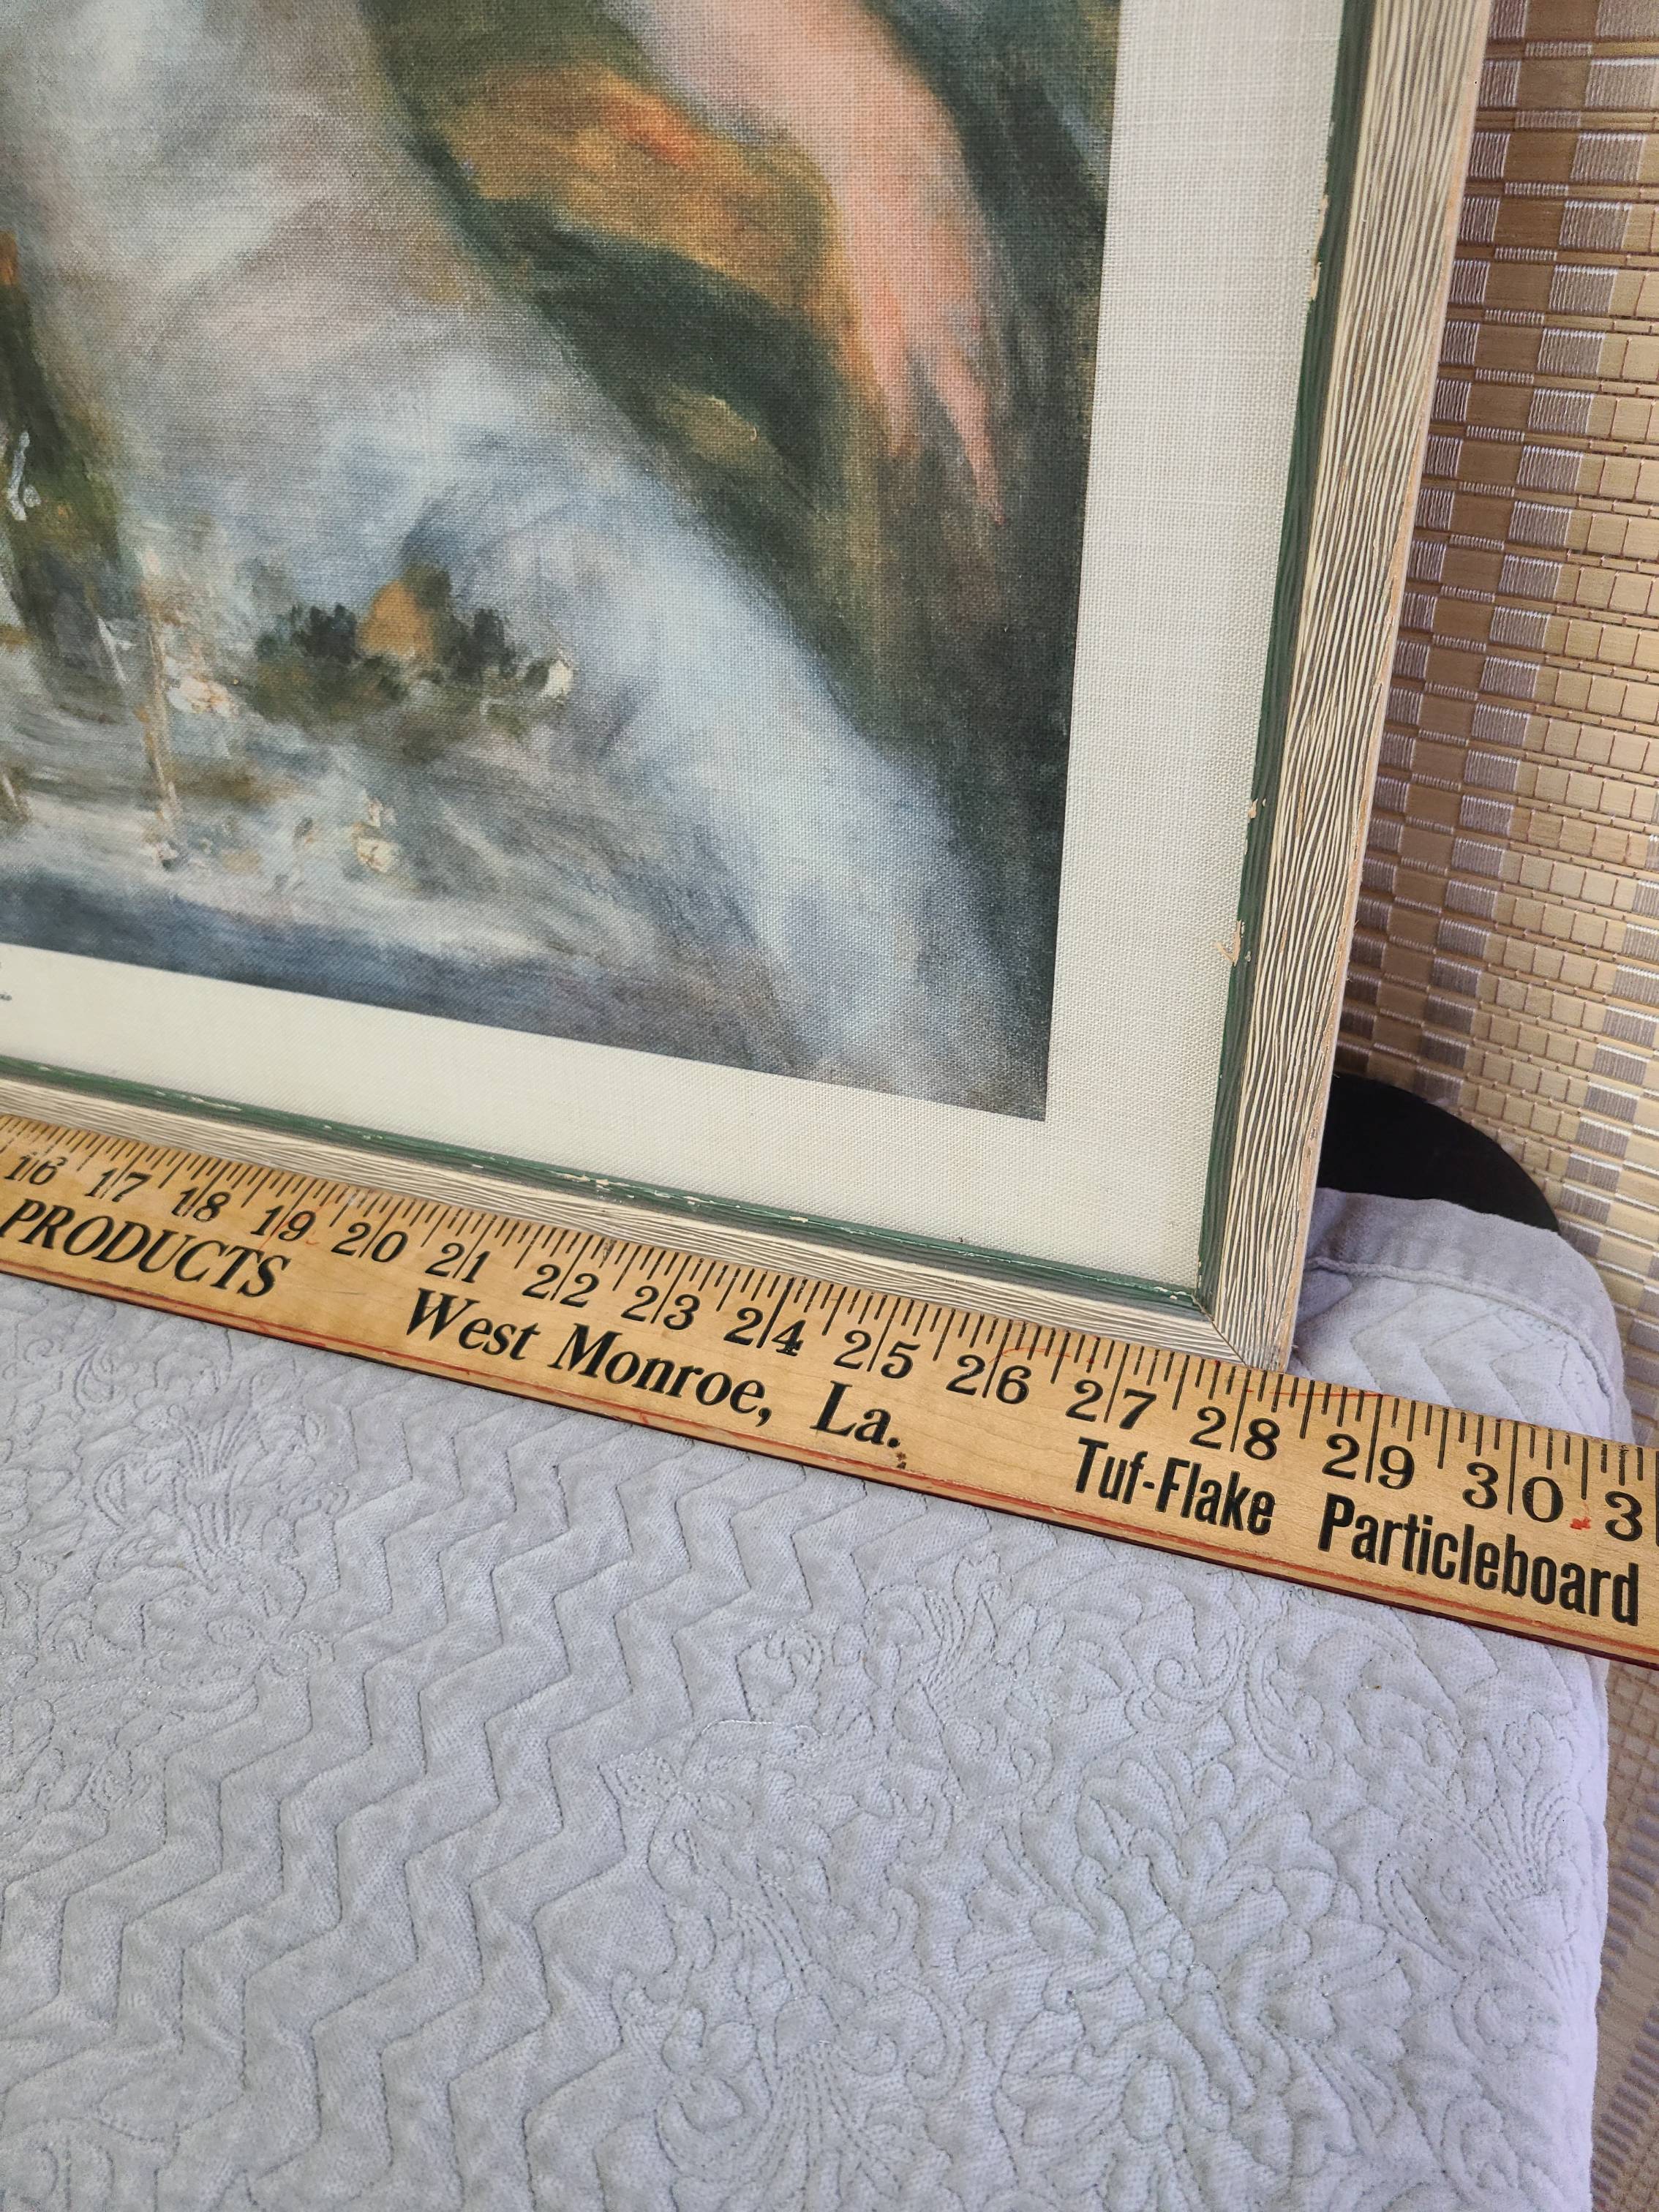 16 17 18 19 20 21 22 23 24 25 26 27 28 29 30 3
PRODUCTS West Monroe, La. Tuf-Flake Particleboard